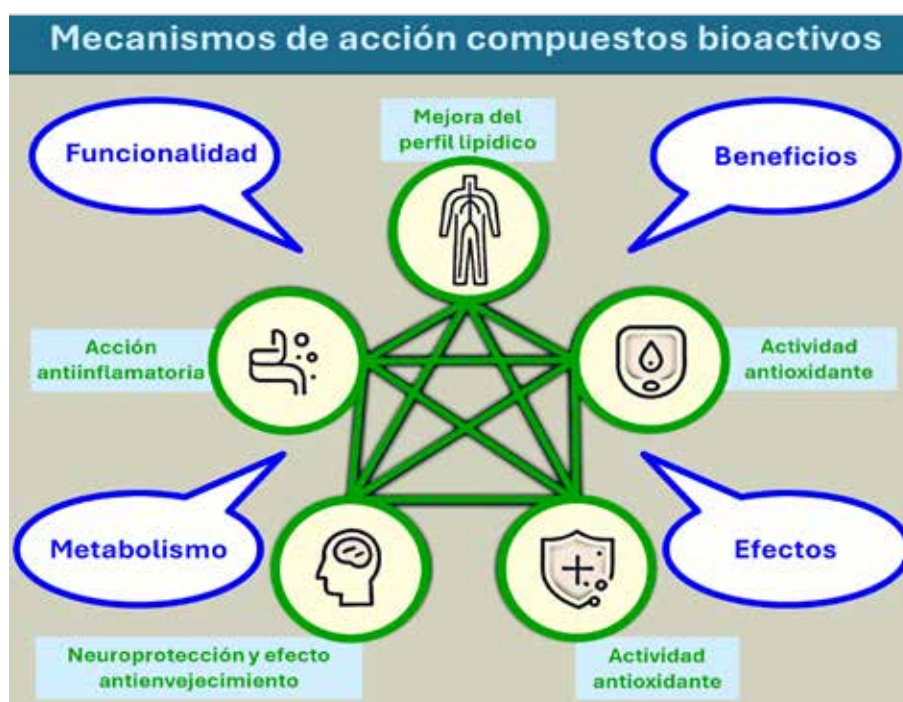 Mecanismos de acción compuestos bioactivos
Mejora del
perfil lipídico
Funcionalidad
Beneficios
Acción
antiinflamatoria
Actividad
antioxidante
Metabolismo
Efectos
Neuroprotección y efecto
antienvejecimiento
Actividad
antioxidante